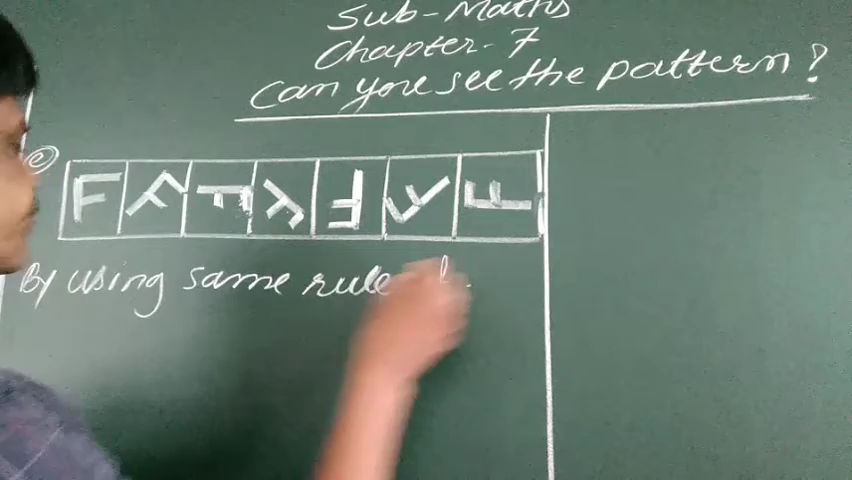 Sub-Maths
Chapter-7
Can you see the pattern?
(c)
F F F F F F F
By using same rule